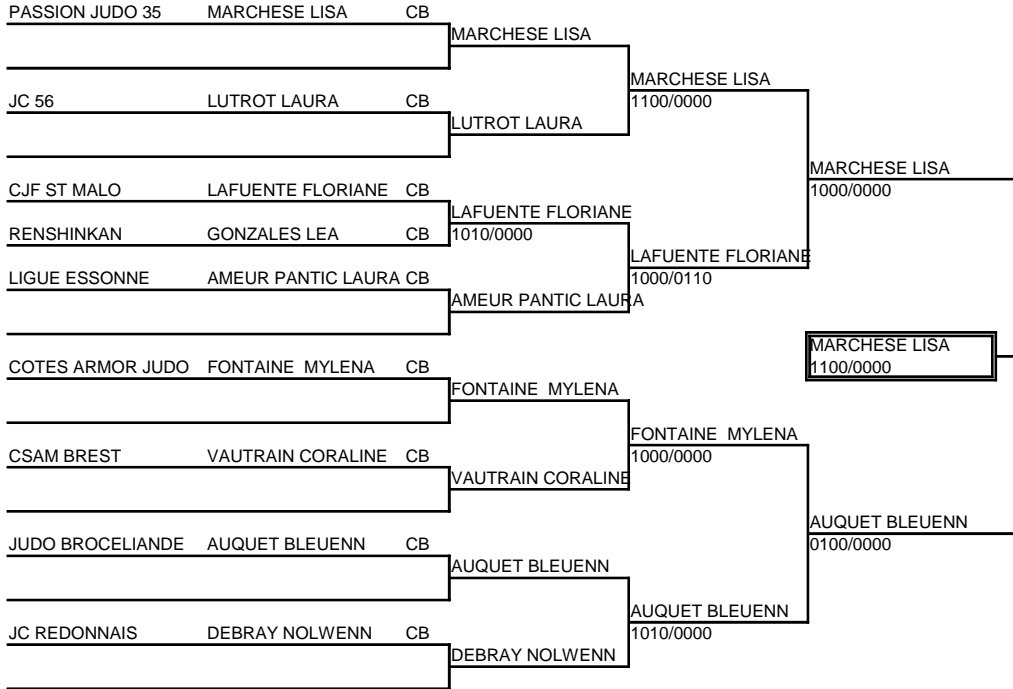 PASSION JUDO 35 MARCHESE LISA CB
MARCHESE LISA
MARCHESE LISA
1100/0000
JC 56 LUTROT LAURA CB
LUTROT LAURA
MARCHESE LISA
1000/0000
CJF ST MALO LAFUENTE FLORIANE CB
LAFUENTE FLORIANE
1010/0000
RENSHINKAN GONZALES LEA CB
LAFUENTE FLORIANE
1000/0110
LIGUE ESSONNE AMEUR PANTIC LAURA CB
AMEUR PANTIC LAURA
MARCHESE LISA
1100/0000
COTES ARMOR JUDO FONTAINE MYLENA CB
FONTAINE MYLENA
FONTAINE MYLENA
1000/0000
CSAM BREST VAUTRAIN CORALINE CB
VAUTRAIN CORALINE
AUQUET BLEUENN
0100/0000
JUDO BROCELIANDE AUQUET BLEUENN CB
AUQUET BLEUENN
AUQUET BLEUENN
1010/0000
JC REDONNAIS DEBRAY NOLWENN CB
DEBRAY NOLWENN